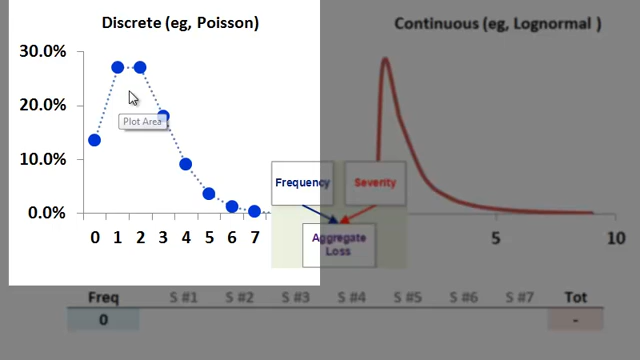 Discrete (eg, Poisson)
Continuous (eg, Lognormal )
30.0%
20.0%
10.0%
0.0%
0 1 2 3 4 5 6 7
Plot Area
Frequency
Severity
Aggregate
Loss
5 10
Freq S #1 S #2 S #3 S #4 S #5 S #6 S #7 Tot
0 -